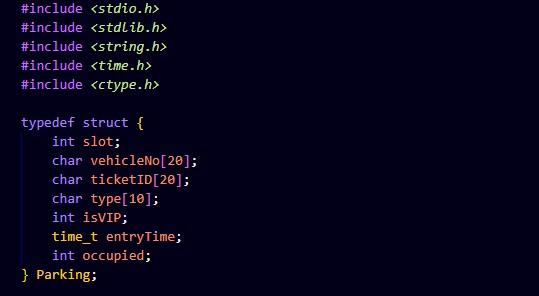 #include <stdio.h>
#include <stdlib.h>
#include <string.h>
#include <time.h>
#include <ctype.h>

typedef struct {
    int slot;
    char vehicleNo[20];
    char ticketID[20];
    char type[10];
    int isVIP;
    time_t entryTime;
    int occupied;
} Parking;